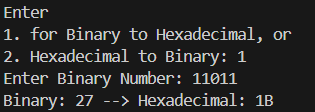 Enter
1. for Binary to Hexadecimal, or
2. Hexadecimal to Binary: 1
Enter Binary Number: 11011
Binary: 27 --> Hexadecimal: 1B